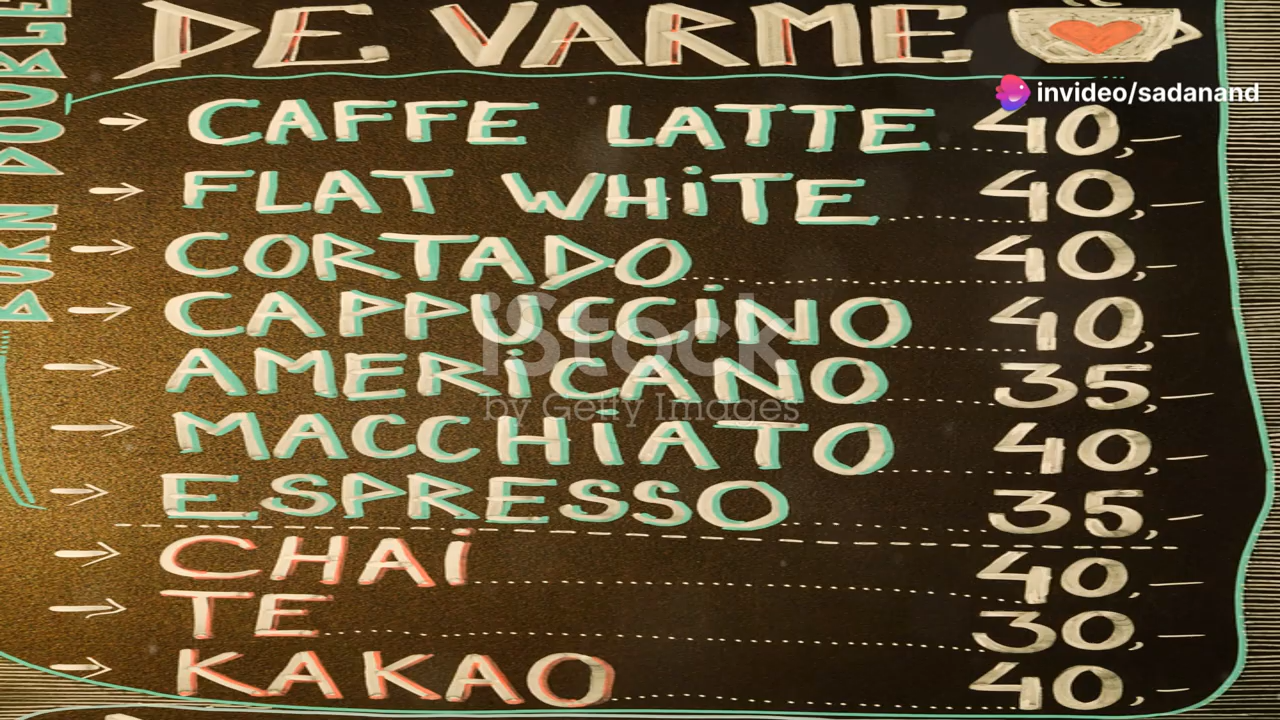 DE VARME
invideo/sadanand
CAFFE LATTE 40,-
FLAT WHiTE 40,-
CORTADO 40,-
CAPPUCCiNO 40,-
iStock
AMERiCANO 35,-
by Getty Images
MACCHiATO 40,-
ESPRESSO 35,-
CHAi 40,-
TE 30,-
KAKAO 40,-